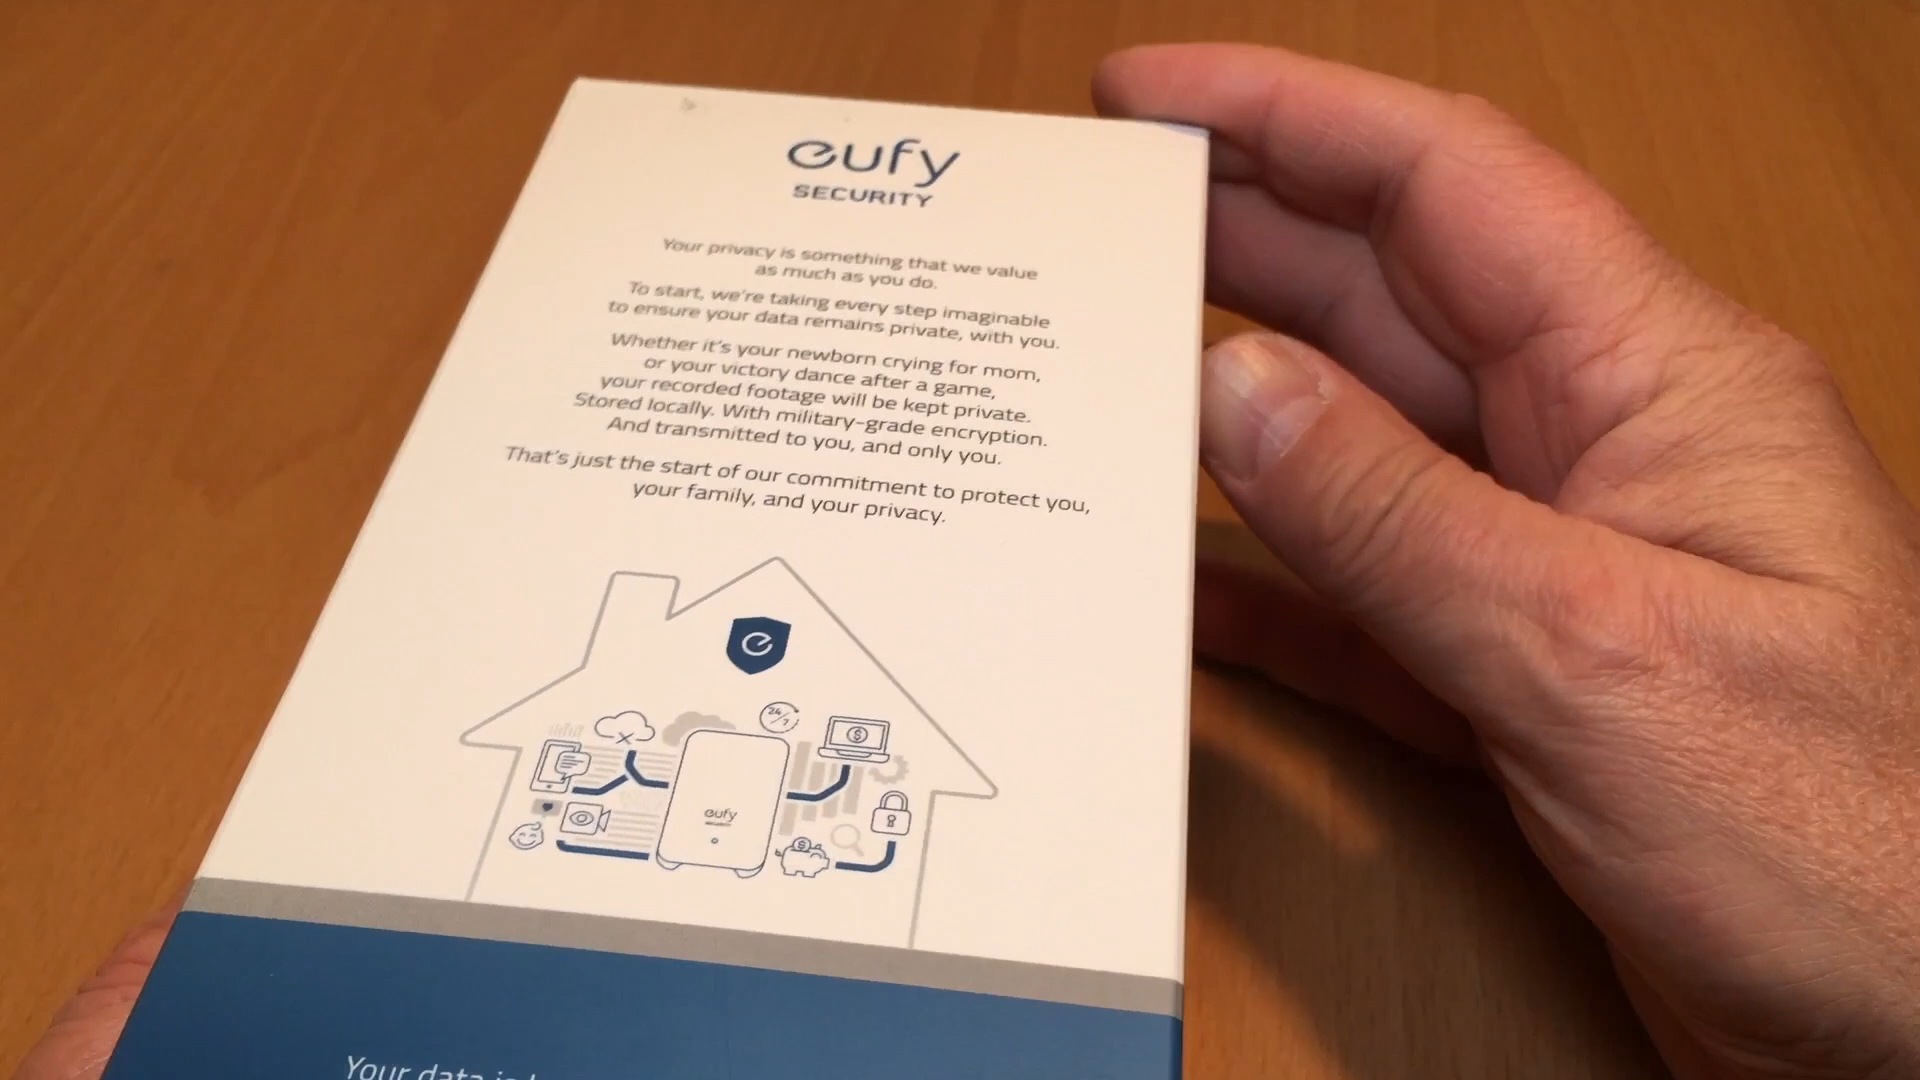 eufy
SECURITY
Your privacy is something that we value
as much as you do.
To start, we're taking every step imaginable
to ensure your data remains private, with you.
Whether it's your newborn crying for mom,
or your victory dance after a game,
your recorded footage will be kept private.
Stored locally. With military-grade encryption.
And transmitted to you, and only you.
That's just the start of our commitment to protect you,
your family, and your privacy.
e
24/7
$
eufy
$
Your data is